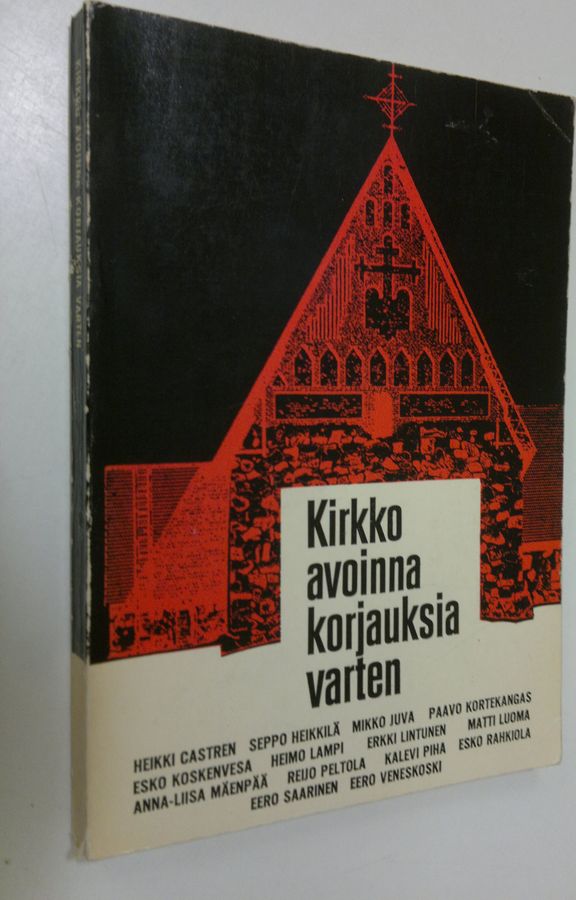 KIRKKO AVOINNA KORJAUKSIA VARTEN
Kirkko
avoinna
korjauksia
varten
HEIKKI CASTREN SEPPO HEIKKILÄ MIKKO JUVA PAAVO KORTEKANGAS
ESKO KOSKENVESA HEIMO LAMPI ERKKI LINTUNEN MATTI LUOMA
ANNA-LIISA MÄENPÄÄ REIJO PELTOLA KALEVI PIHA ESKO RAHKIOLA
EERO SAARINEN EERO VENESKOSKI